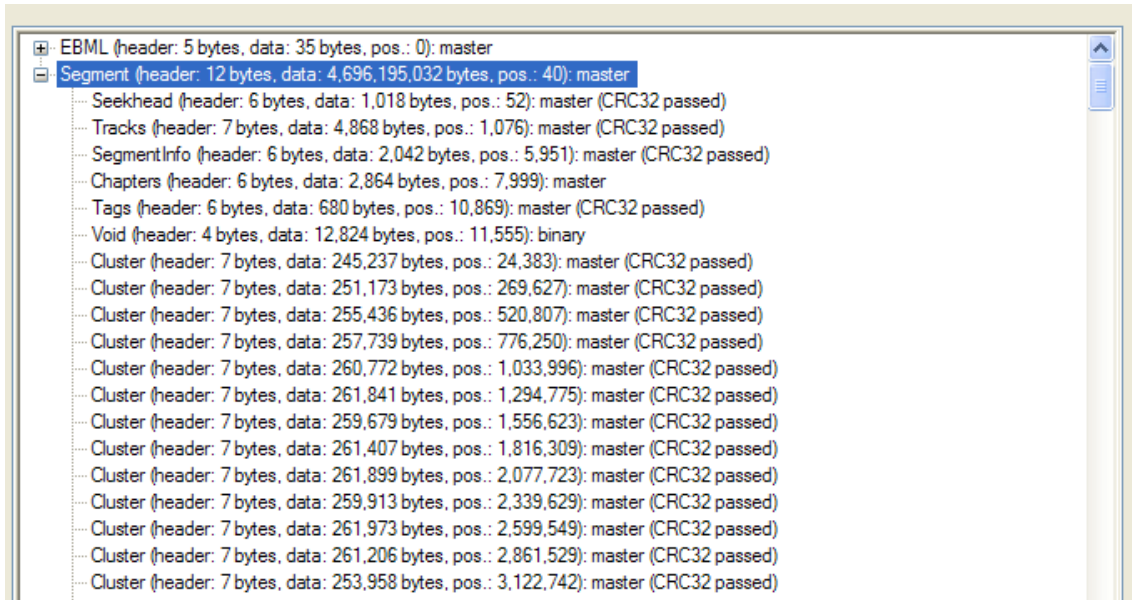 EBML (header: 5 bytes, data: 35 bytes, pos.: 0): master
Segment (header: 12 bytes, data: 4,696,195,032 bytes, pos.: 40): master
Seekhead (header: 6 bytes, data: 1,018 bytes, pos.: 52): master (CRC32 passed)
Tracks (header: 7 bytes, data: 4,868 bytes, pos.: 1,076): master (CRC32 passed)
SegmentInfo (header: 6 bytes, data: 2,042 bytes, pos.: 5,951): master (CRC32 passed)
Chapters (header: 6 bytes, data: 2,864 bytes, pos.: 7,999): master
Tags (header: 6 bytes, data: 680 bytes, pos.: 10,869): master (CRC32 passed)
Void (header: 4 bytes, data: 12,824 bytes, pos.: 11,555): binary
Cluster (header: 7 bytes, data: 245,237 bytes, pos.: 24,383): master (CRC32 passed)
Cluster (header: 7 bytes, data: 251,173 bytes, pos.: 269,627): master (CRC32 passed)
Cluster (header: 7 bytes, data: 255,436 bytes, pos.: 520,807): master (CRC32 passed)
Cluster (header: 7 bytes, data: 257,739 bytes, pos.: 776,250): master (CRC32 passed)
Cluster (header: 7 bytes, data: 260,772 bytes, pos.: 1,033,996): master (CRC32 passed)
Cluster (header: 7 bytes, data: 261,841 bytes, pos.: 1,294,775): master (CRC32 passed)
Cluster (header: 7 bytes, data: 259,679 bytes, pos.: 1,556,623): master (CRC32 passed)
Cluster (header: 7 bytes, data: 261,407 bytes, pos.: 1,816,309): master (CRC32 passed)
Cluster (header: 7 bytes, data: 261,899 bytes, pos.: 2,077,723): master (CRC32 passed)
Cluster (header: 7 bytes, data: 259,913 bytes, pos.: 2,339,629): master (CRC32 passed)
Cluster (header: 7 bytes, data: 261,973 bytes, pos.: 2,599,549): master (CRC32 passed)
Cluster (header: 7 bytes, data: 261,206 bytes, pos.: 2,861,529): master (CRC32 passed)
Cluster (header: 7 bytes, data: 253,958 bytes, pos.: 3,122,742): master (CRC32 passed)